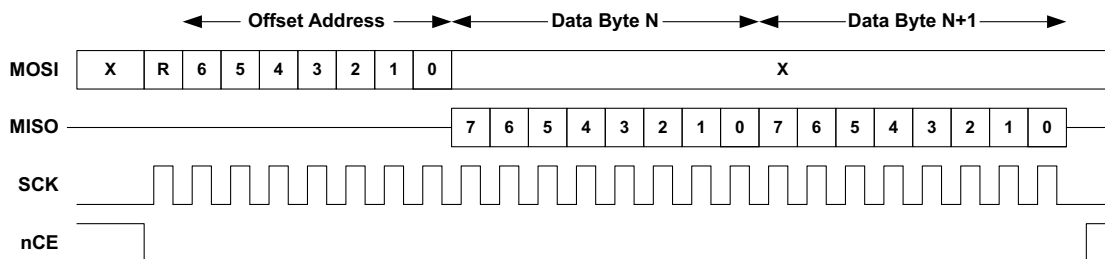 Offset Address Data Byte N Data Byte N+1
MOSI X R 6 5 4 3 2 1 0 X
MISO 7 6 5 4 3 2 1 0 7 6 5 4 3 2 1 0
SCK
nCE